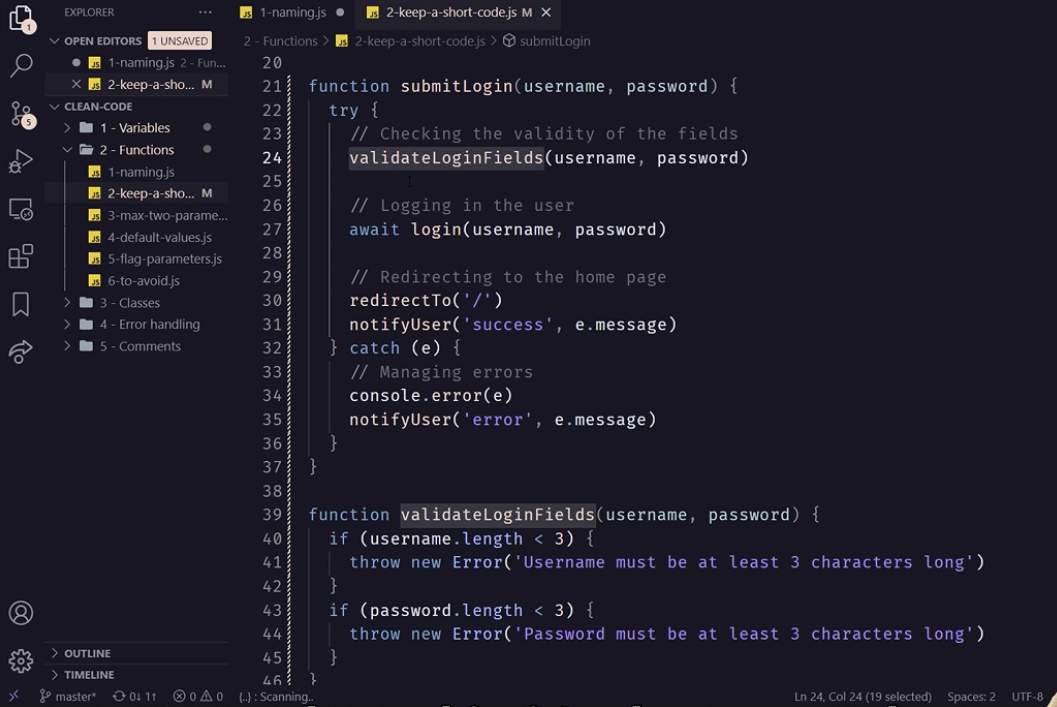 EXPLORER ...
1-naming.js
2-keep-a-short-code.js M
OPEN EDITORS 1 UNSAVED
1-naming.js 2 - Fun...
2-keep-a-sho... M
CLEAN-CODE
1 - Variables
2 - Functions
1-naming.js
2-keep-a-sho... M
3-max-two-parame...
4-default-values.js
5-flag-parameters.js
6-to-avoid.js
3 - Classes
4 - Error handling
5 - Comments
OUTLINE
TIMELINE
1
5
2 - Functions > JS 2-keep-a-short-code.js > submitLogin
20
21 function submitLogin(username, password) {
22 try {
23 // Checking the validity of the fields
24 validateLoginFields(username, password)
25
26 // Logging in the user
27 await login(username, password)
28
29 // Redirecting to the home page
30 redirectTo('/')
31 notifyUser('success', e.message)
32 } catch (e) {
33 // Managing errors
34 console.error(e)
35 notifyUser('error', e.message)
36 }
37 }
38
39 function validateLoginFields(username, password) {
40 if (username.length < 3) {
41 throw new Error('Username must be at least 3 characters long')
42 }
43 if (password.length < 3) {
44 throw new Error('Password must be at least 3 characters long')
45 }
46 }
master* 0↓ 1↑ 0 0 {..} : Scanning.. Ln 24, Col 24 (19 selected) Spaces: 2 UTF-8